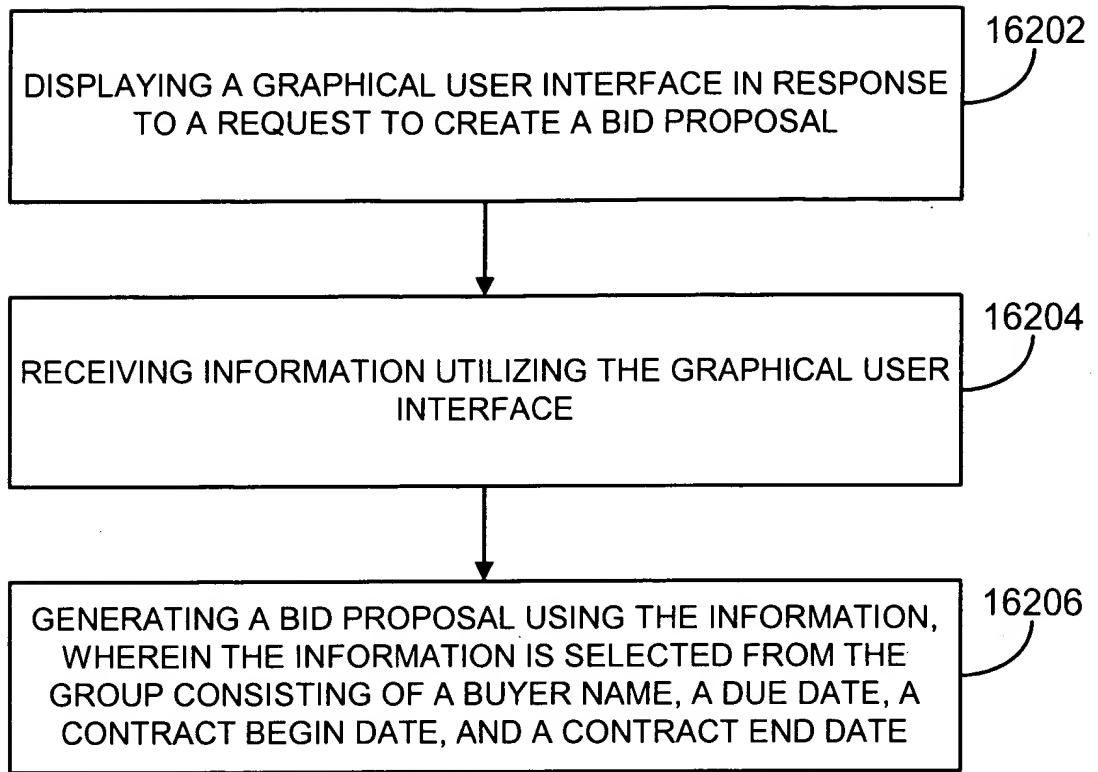 16202
DISPLAYING A GRAPHICAL USER INTERFACE IN RESPONSE
TO A REQUEST TO CREATE A BID PROPOSAL
16204
RECEIVING INFORMATION UTILIZING THE GRAPHICAL USER
INTERFACE
16206
GENERATING A BID PROPOSAL USING THE INFORMATION,
WHEREIN THE INFORMATION IS SELECTED FROM THE
GROUP CONSISTING OF A BUYER NAME, A DUE DATE, A
CONTRACT BEGIN DATE, AND A CONTRACT END DATE